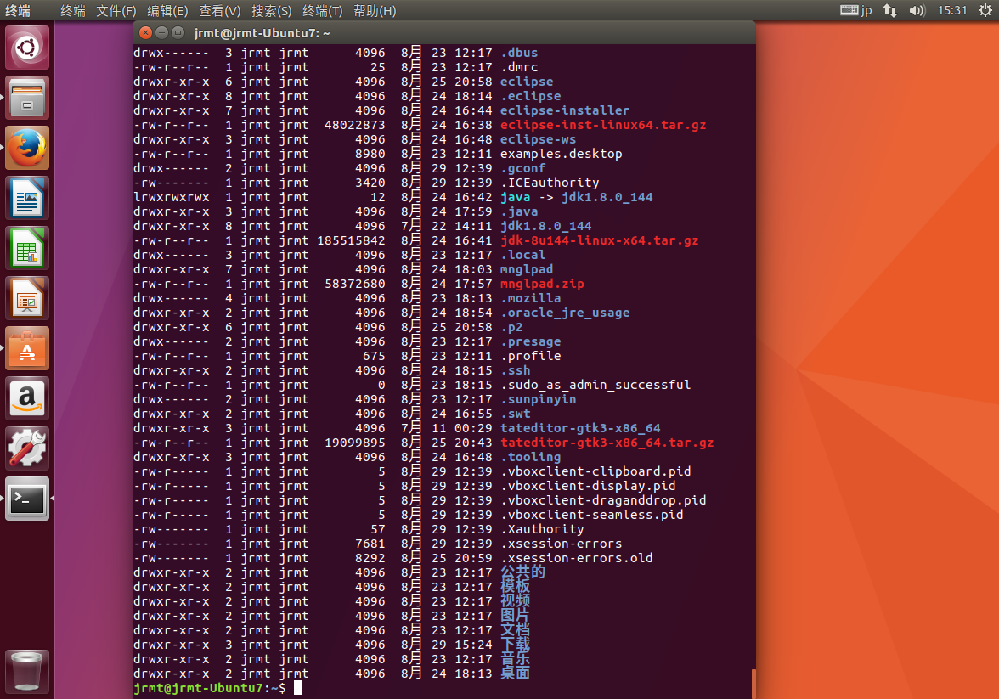 终端 终端 文件(F) 编辑(E) 查看(V) 搜索(S) 终端(T) 帮助(H) jp 15:31
jrmt@jrmt-Ubuntu7: ~
drwx------ 3 jrmt jrmt 4096 8月 23 12:17 .dbus
-rw-r--r-- 1 jrmt jrmt 25 8月 23 12:17 .dmrc
drwxr-xr-x 6 jrmt jrmt 4096 8月 25 20:58 eclipse
drwxr-xr-x 8 jrmt jrmt 4096 8月 24 18:14 .eclipse
drwxr-xr-x 7 jrmt jrmt 4096 8月 24 16:44 eclipse-installer
-rw-r--r-- 1 jrmt jrmt 48022873 8月 24 16:38 eclipse-inst-linux64.tar.gz
drwxr-xr-x 3 jrmt jrmt 4096 8月 24 16:48 eclipse-ws
-rw-r--r-- 1 jrmt jrmt 8980 8月 23 12:11 examples.desktop
drwx------ 2 jrmt jrmt 4096 8月 29 12:39 .gconf
-rw------- 1 jrmt jrmt 3420 8月 29 12:39 .ICEauthority
lrwxrwxrwx 1 jrmt jrmt 12 8月 24 16:42 java -> jdk1.8.0_144
drwxr-xr-x 3 jrmt jrmt 4096 8月 24 17:59 .java
drwxr-xr-x 8 jrmt jrmt 4096 7月 22 14:11 jdk1.8.0_144
-rw-r--r-- 1 jrmt jrmt 185515842 8月 24 16:41 jdk-8u144-linux-x64.tar.gz
drwx------ 3 jrmt jrmt 4096 8月 23 12:17 .local
drwxr-xr-x 7 jrmt jrmt 4096 8月 24 18:03 mnglpad
-rw-r--r-- 1 jrmt jrmt 58372680 8月 24 17:57 mnglpad.zip
drwx------ 4 jrmt jrmt 4096 8月 23 18:13 .mozilla
drwxr-xr-x 2 jrmt jrmt 4096 8月 24 18:54 .oracle_jre_usage
drwxr-xr-x 6 jrmt jrmt 4096 8月 25 20:58 .p2
drwx------ 2 jrmt jrmt 4096 8月 23 12:17 .presage
-rw-r--r-- 1 jrmt jrmt 675 8月 23 12:11 .profile
drwxr-xr-x 2 jrmt jrmt 4096 8月 24 18:15 .ssh
-rw-r--r-- 1 jrmt jrmt 0 8月 23 18:15 .sudo_as_admin_successful
drwx------ 2 jrmt jrmt 4096 8月 23 12:17 .sunpinyin
drwxr-xr-x 2 jrmt jrmt 4096 8月 24 16:55 .swt
drwxr-xr-x 3 jrmt jrmt 4096 7月 11 00:29 tateditor-gtk3-x86_64
-rw-r--r-- 1 jrmt jrmt 19099895 8月 25 20:43 tateditor-gtk3-x86_64.tar.gz
drwxr-xr-x 3 jrmt jrmt 4096 8月 24 16:48 .tooling
-rw-r----- 1 jrmt jrmt 5 8月 29 12:39 .vboxclient-clipboard.pid
-rw-r----- 1 jrmt jrmt 5 8月 29 12:39 .vboxclient-display.pid
-rw-r----- 1 jrmt jrmt 5 8月 29 12:39 .vboxclient-draganddrop.pid
-rw-r----- 1 jrmt jrmt 5 8月 29 12:39 .vboxclient-seamless.pid
-rw------- 1 jrmt jrmt 57 8月 29 12:39 .Xauthority
-rw------- 1 jrmt jrmt 7681 8月 29 12:39 .xsession-errors
-rw------- 1 jrmt jrmt 8292 8月 25 20:59 .xsession-errors.old
drwxr-xr-x 2 jrmt jrmt 4096 8月 23 12:17 公共的
drwxr-xr-x 2 jrmt jrmt 4096 8月 23 12:17 模板
drwxr-xr-x 2 jrmt jrmt 4096 8月 23 12:17 视频
drwxr-xr-x 2 jrmt jrmt 4096 8月 23 12:17 图片
drwxr-xr-x 2 jrmt jrmt 4096 8月 23 12:17 文档
drwxr-xr-x 3 jrmt jrmt 4096 8月 29 15:24 下载
drwxr-xr-x 2 jrmt jrmt 4096 8月 23 12:17 音乐
drwxr-xr-x 2 jrmt jrmt 4096 8月 24 18:13 桌面
jrmt@jrmt-Ubuntu7:~$